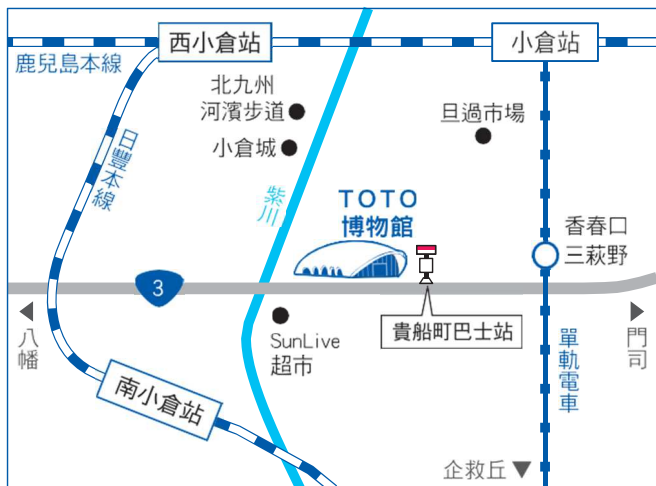 西小倉站
小倉站
鹿兒島本線
北九州
河濱步道
小倉城
旦過市場
日豐本線
紫川
TOTO
博物館
香春口
三萩野
3
貴船町巴士站
八幡
SunLive
超市
門司
單軌電車
南小倉站
企救丘